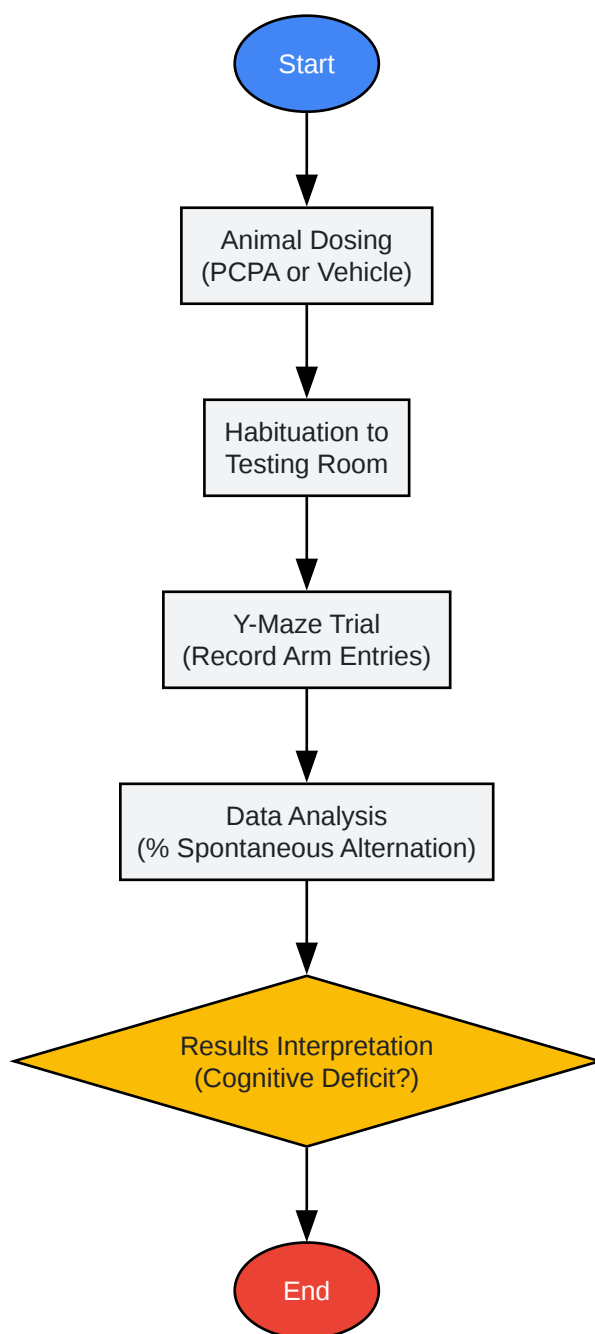 Start
Animal Dosing
(PCPA or Vehicle)
Habituation to
Testing Room
Y-Maze Trial
(Record Arm Entries)
Data Analysis
(% Spontaneous Alternation)
Results Interpretation
(Cognitive Deficit?)
End